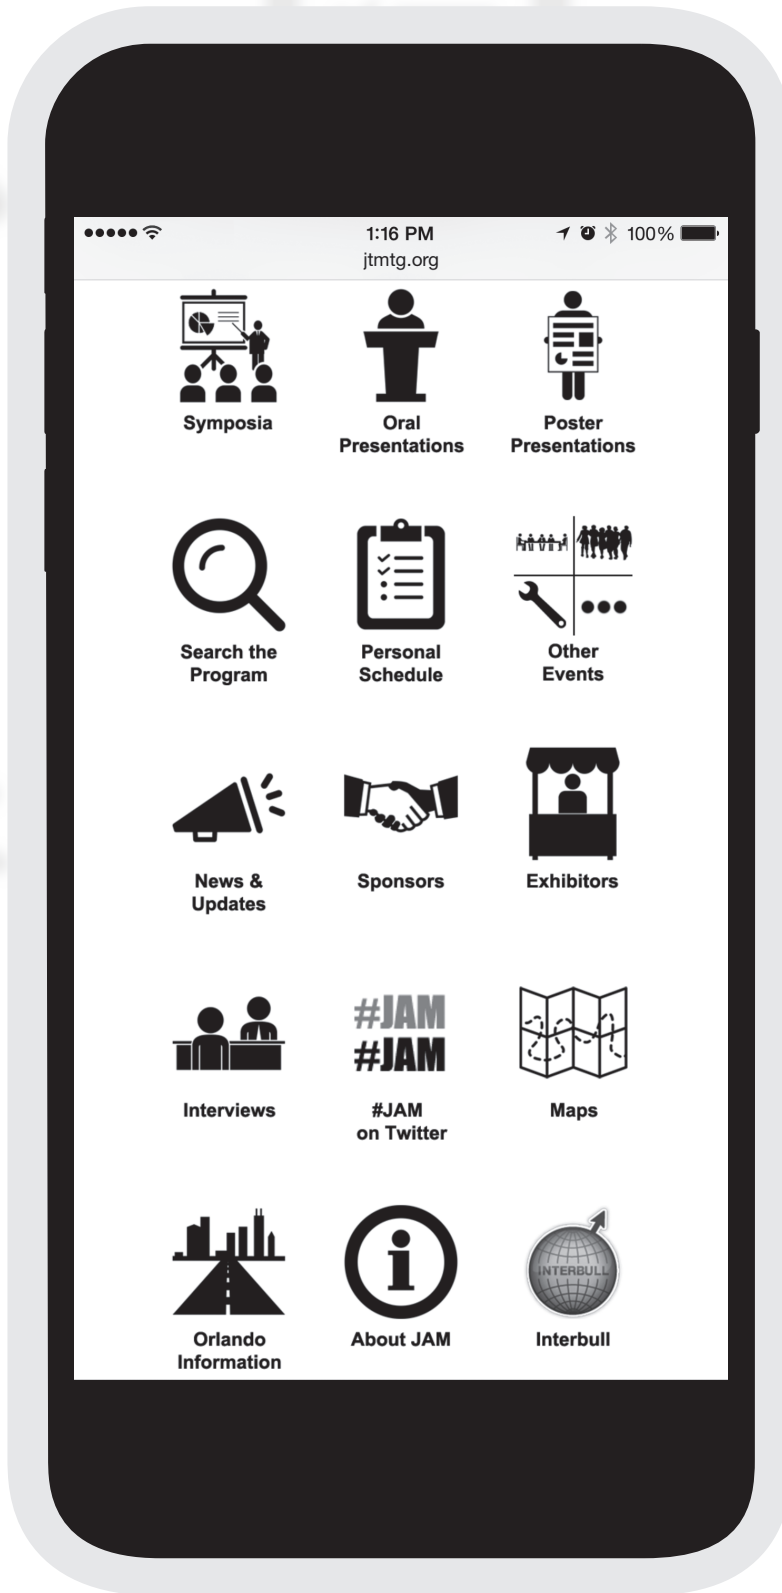 1:16 PM 100%
jtmtg.org
Symposia
Oral
Presentations
Poster
Presentations
Search the
Program
Personal
Schedule
Other
Events
News &
Updates
Sponsors
Exhibitors
Interviews
#JAM
#JAM
#JAM
on Twitter
Maps
Orlando
Information
About JAM
INTERBULL
Interbull